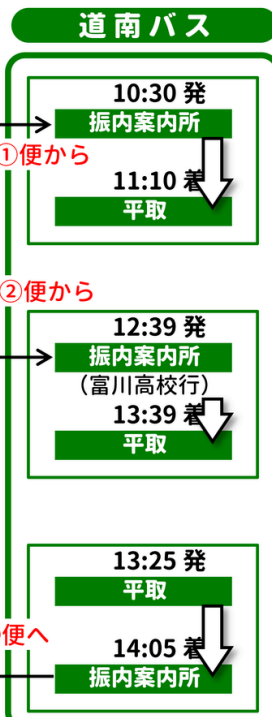 道南バス
10:30 発
振内案内所
①便から
11:10 着
平取
②便から
12:39 発
振内案内所
(富川高校行)
13:39 着
平取
13:25 発
平取
便へ
14:05 着
振内案内所